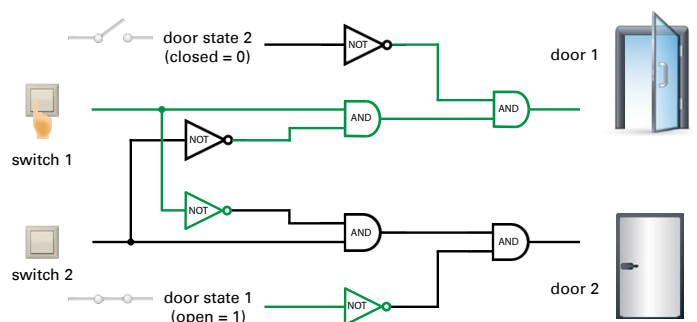 door state 2
(closed = 0)
NOT
door 1
AND
AND
switch 1
NOT
NOT
AND
AND
switch 2
door state 1
(open = 1)
NOT
door 2